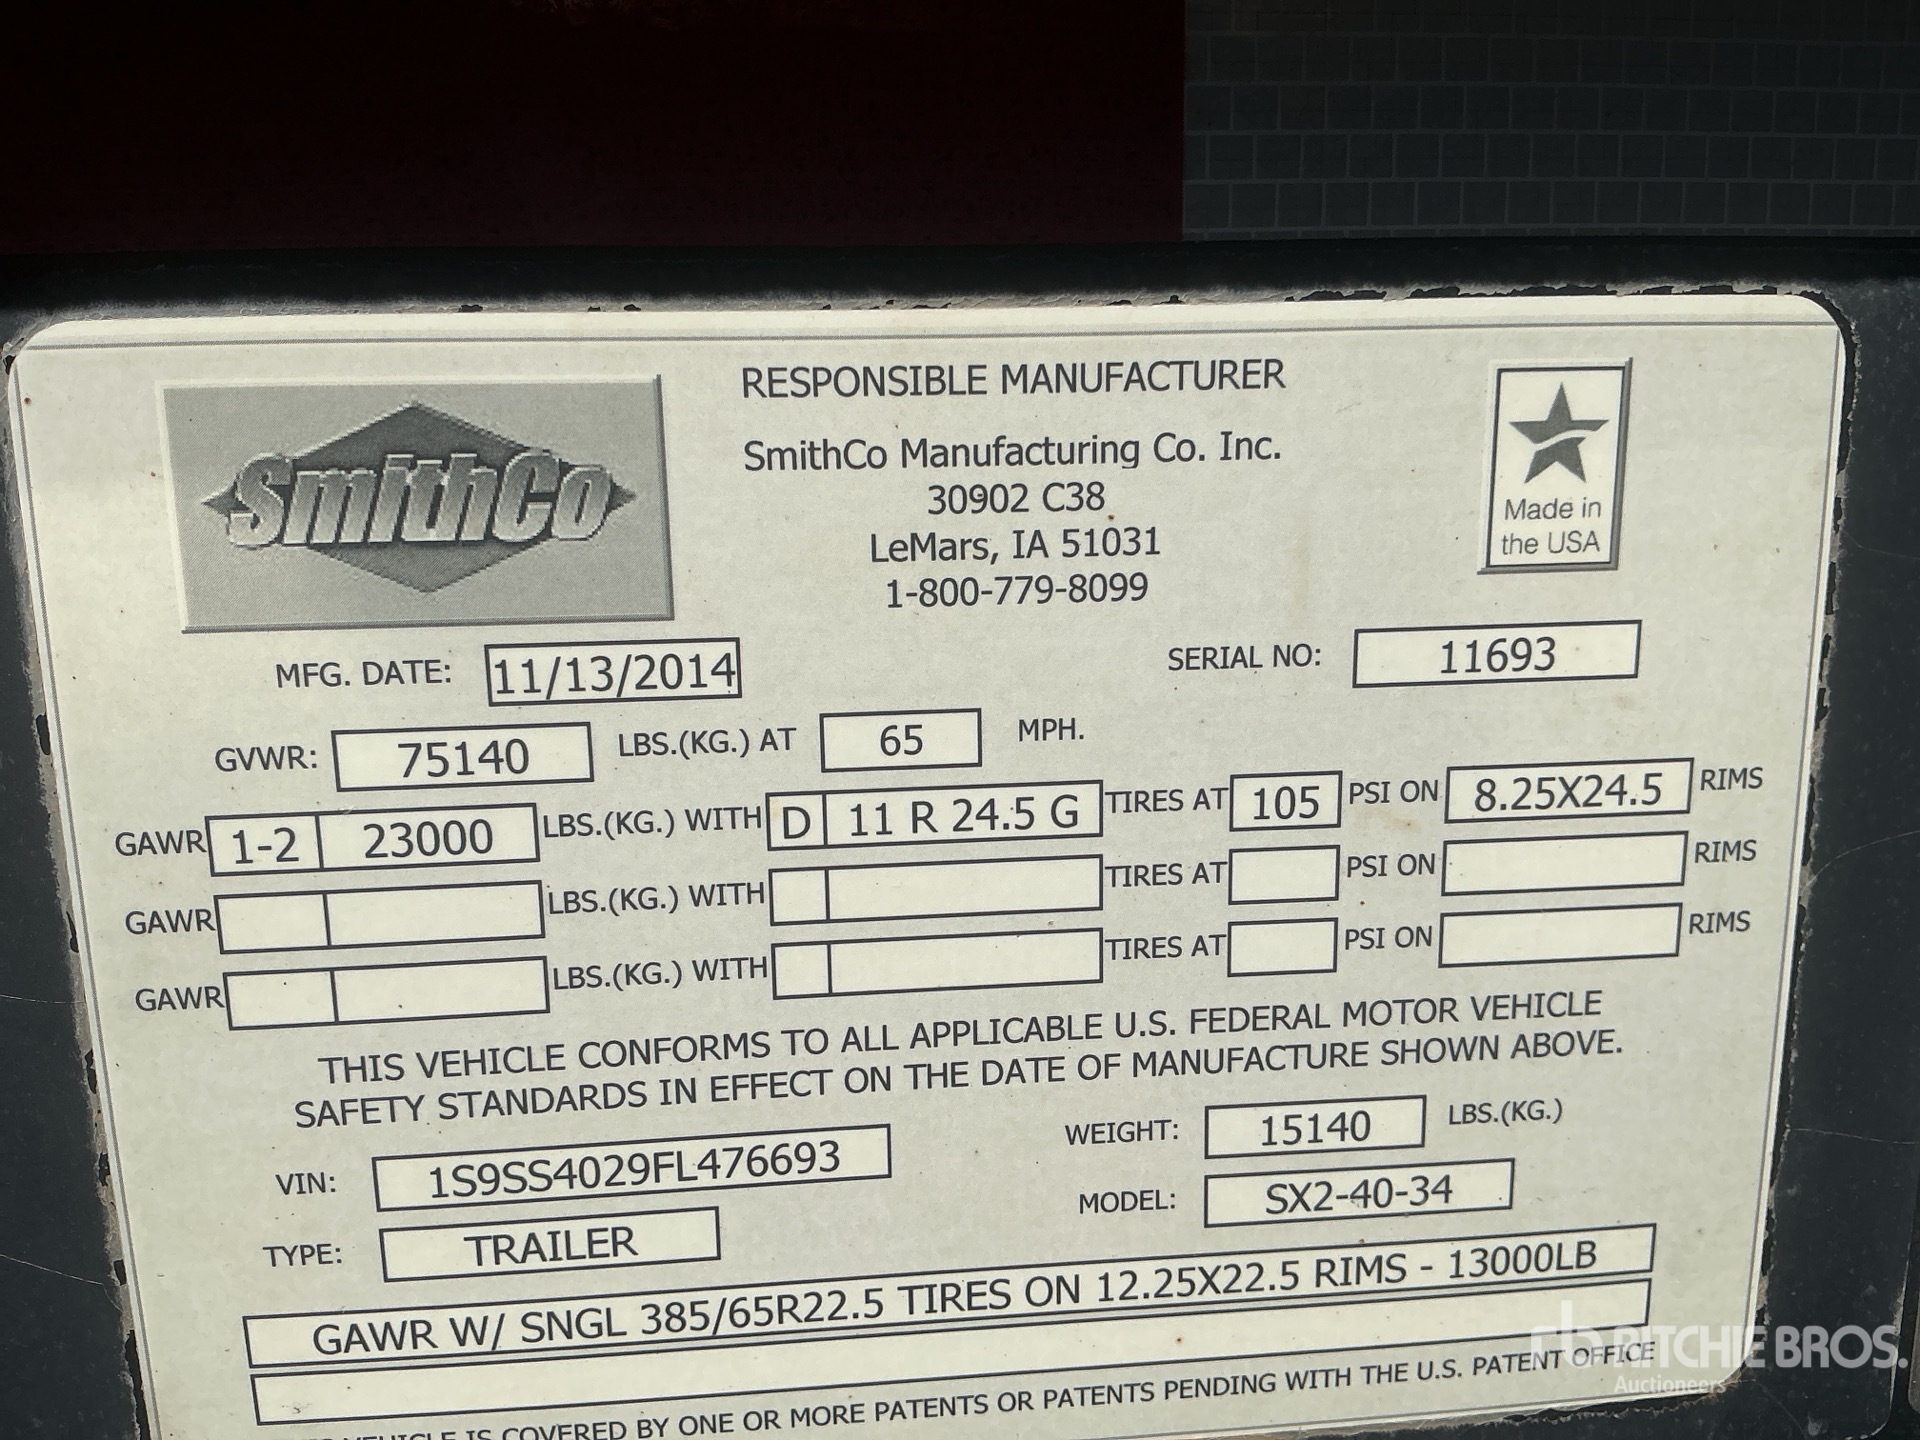 SmithCo
RESPONSIBLE MANUFACTURER
SmithCo Manufacturing Co. Inc.
30902 C38
LeMars, IA 51031
1-800-779-8099
Made in
the USA
MFG. DATE: 11/13/2014 SERIAL NO: 11693
GVWR: 75140 LBS.(KG.) AT 65 MPH.
GAWR 1-2 23000 LBS.(KG.) WITH D 11 R 24.5 G TIRES AT 105 PSI ON 8.25X24.5 RIMS
GAWR LBS.(KG.) WITH TIRES AT PSI ON RIMS
GAWR LBS.(KG.) WITH TIRES AT PSI ON RIMS
THIS VEHICLE CONFORMS TO ALL APPLICABLE U.S. FEDERAL MOTOR VEHICLE
SAFETY STANDARDS IN EFFECT ON THE DATE OF MANUFACTURE SHOWN ABOVE.
VIN: 1S9SS4029FL476693 WEIGHT: 15140 LBS.(KG.)
TYPE: TRAILER MODEL: SX2-40-34
GAWR W/ SNGL 385/65R22.5 TIRES ON 12.25X22.5 RIMS - 13000LB
VEHICLE IS COVERED BY ONE OR MORE PATENTS OR PATENTS PENDING WITH THE U.S. PATENT OFFICE
rb RITCHIE BROS.
Auctioneers